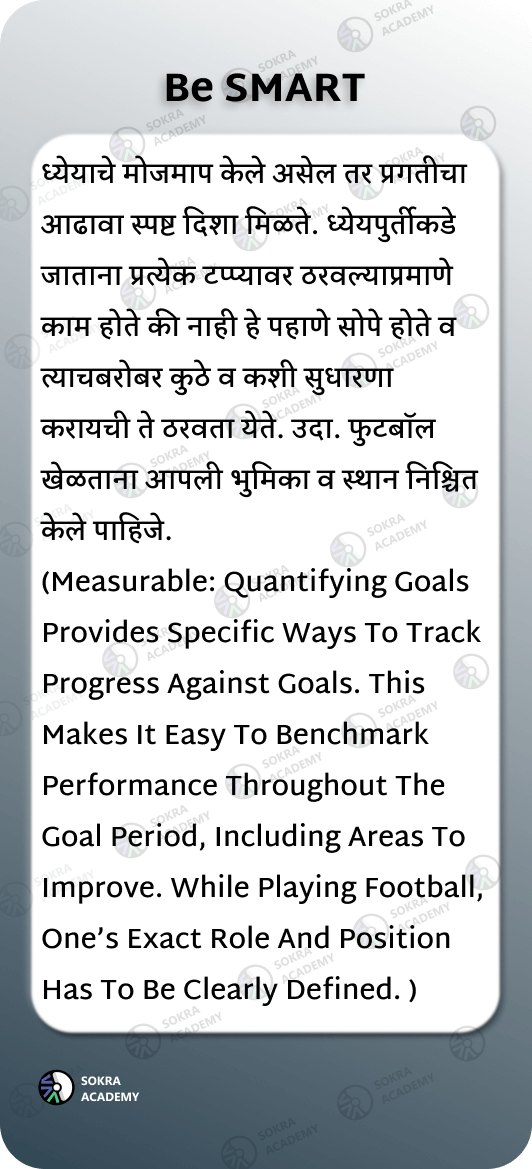 Be SMART
ध्येयाचे मोजमाप केले असेल तर प्रगतीचा
आढावा स्पष्ट दिशा मिळते. ध्येयपुर्तीकडे
जाताना प्रत्येक टप्प्यावर ठरवल्याप्रमाणे
काम होते की नाही हे पहाणे सोपे होते व
त्याचबरोबर कुठे व कशी सुधारणा
करायची ते ठरवता येते. उदा. फुटबॉल
खेळताना आपली भुमिका व स्थान निश्चित
केले पाहिजे.
(Measurable: Quantifying Goals
Provides Specific Ways To Track
Progress Against Goals. This
Makes It Easy To Benchmark
Performance Throughout The
Goal Period, Including Areas To
Improve. While Playing Football,
One’s Exact Role And Position
Has To Be Clearly Defined. )
SOKRA
ACADEMY